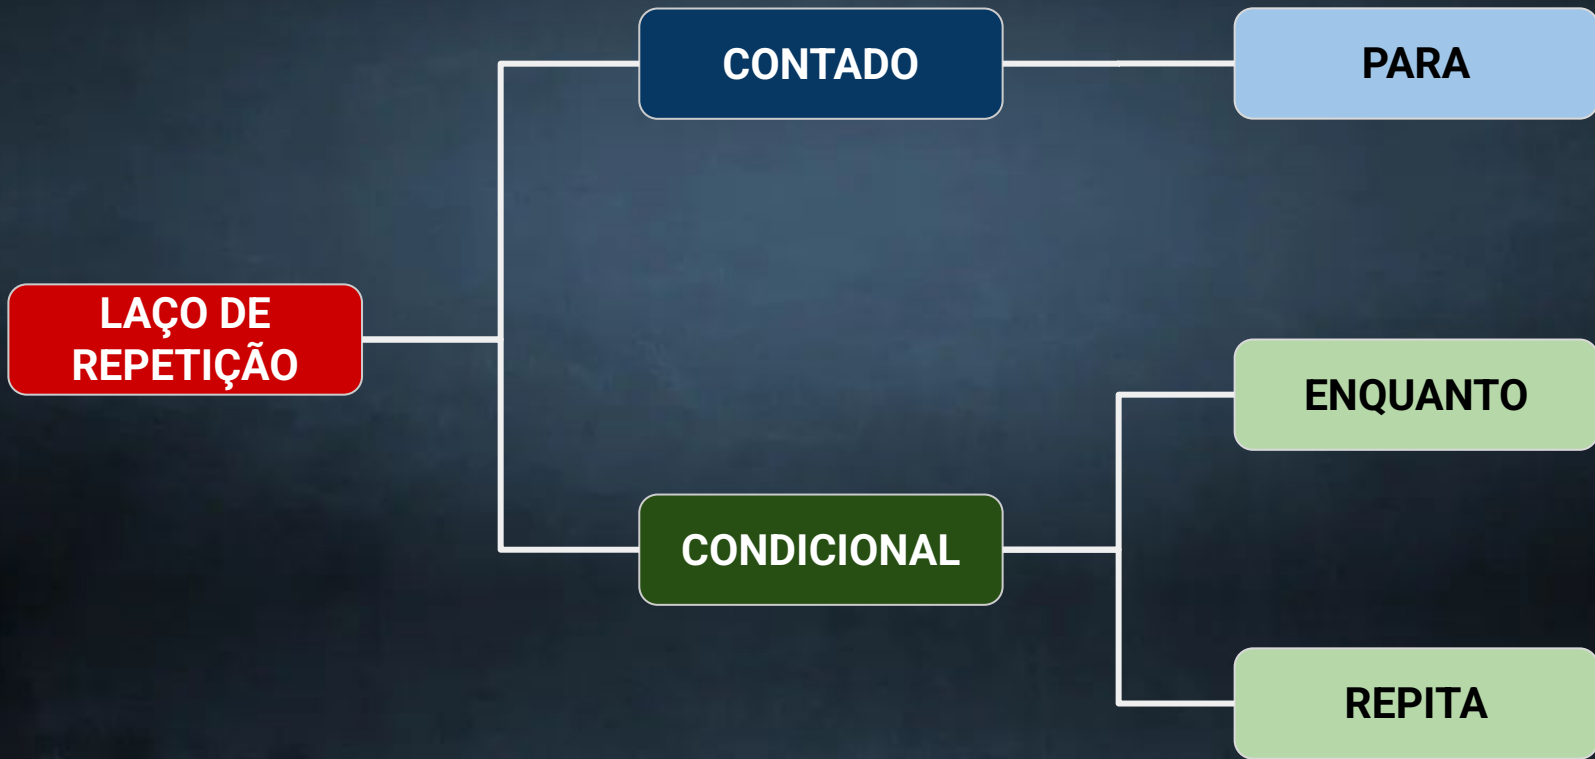 CONTADO
PARA
LAÇO DE
REPETIÇÃO
ENQUANTO
CONDICIONAL
REPITA